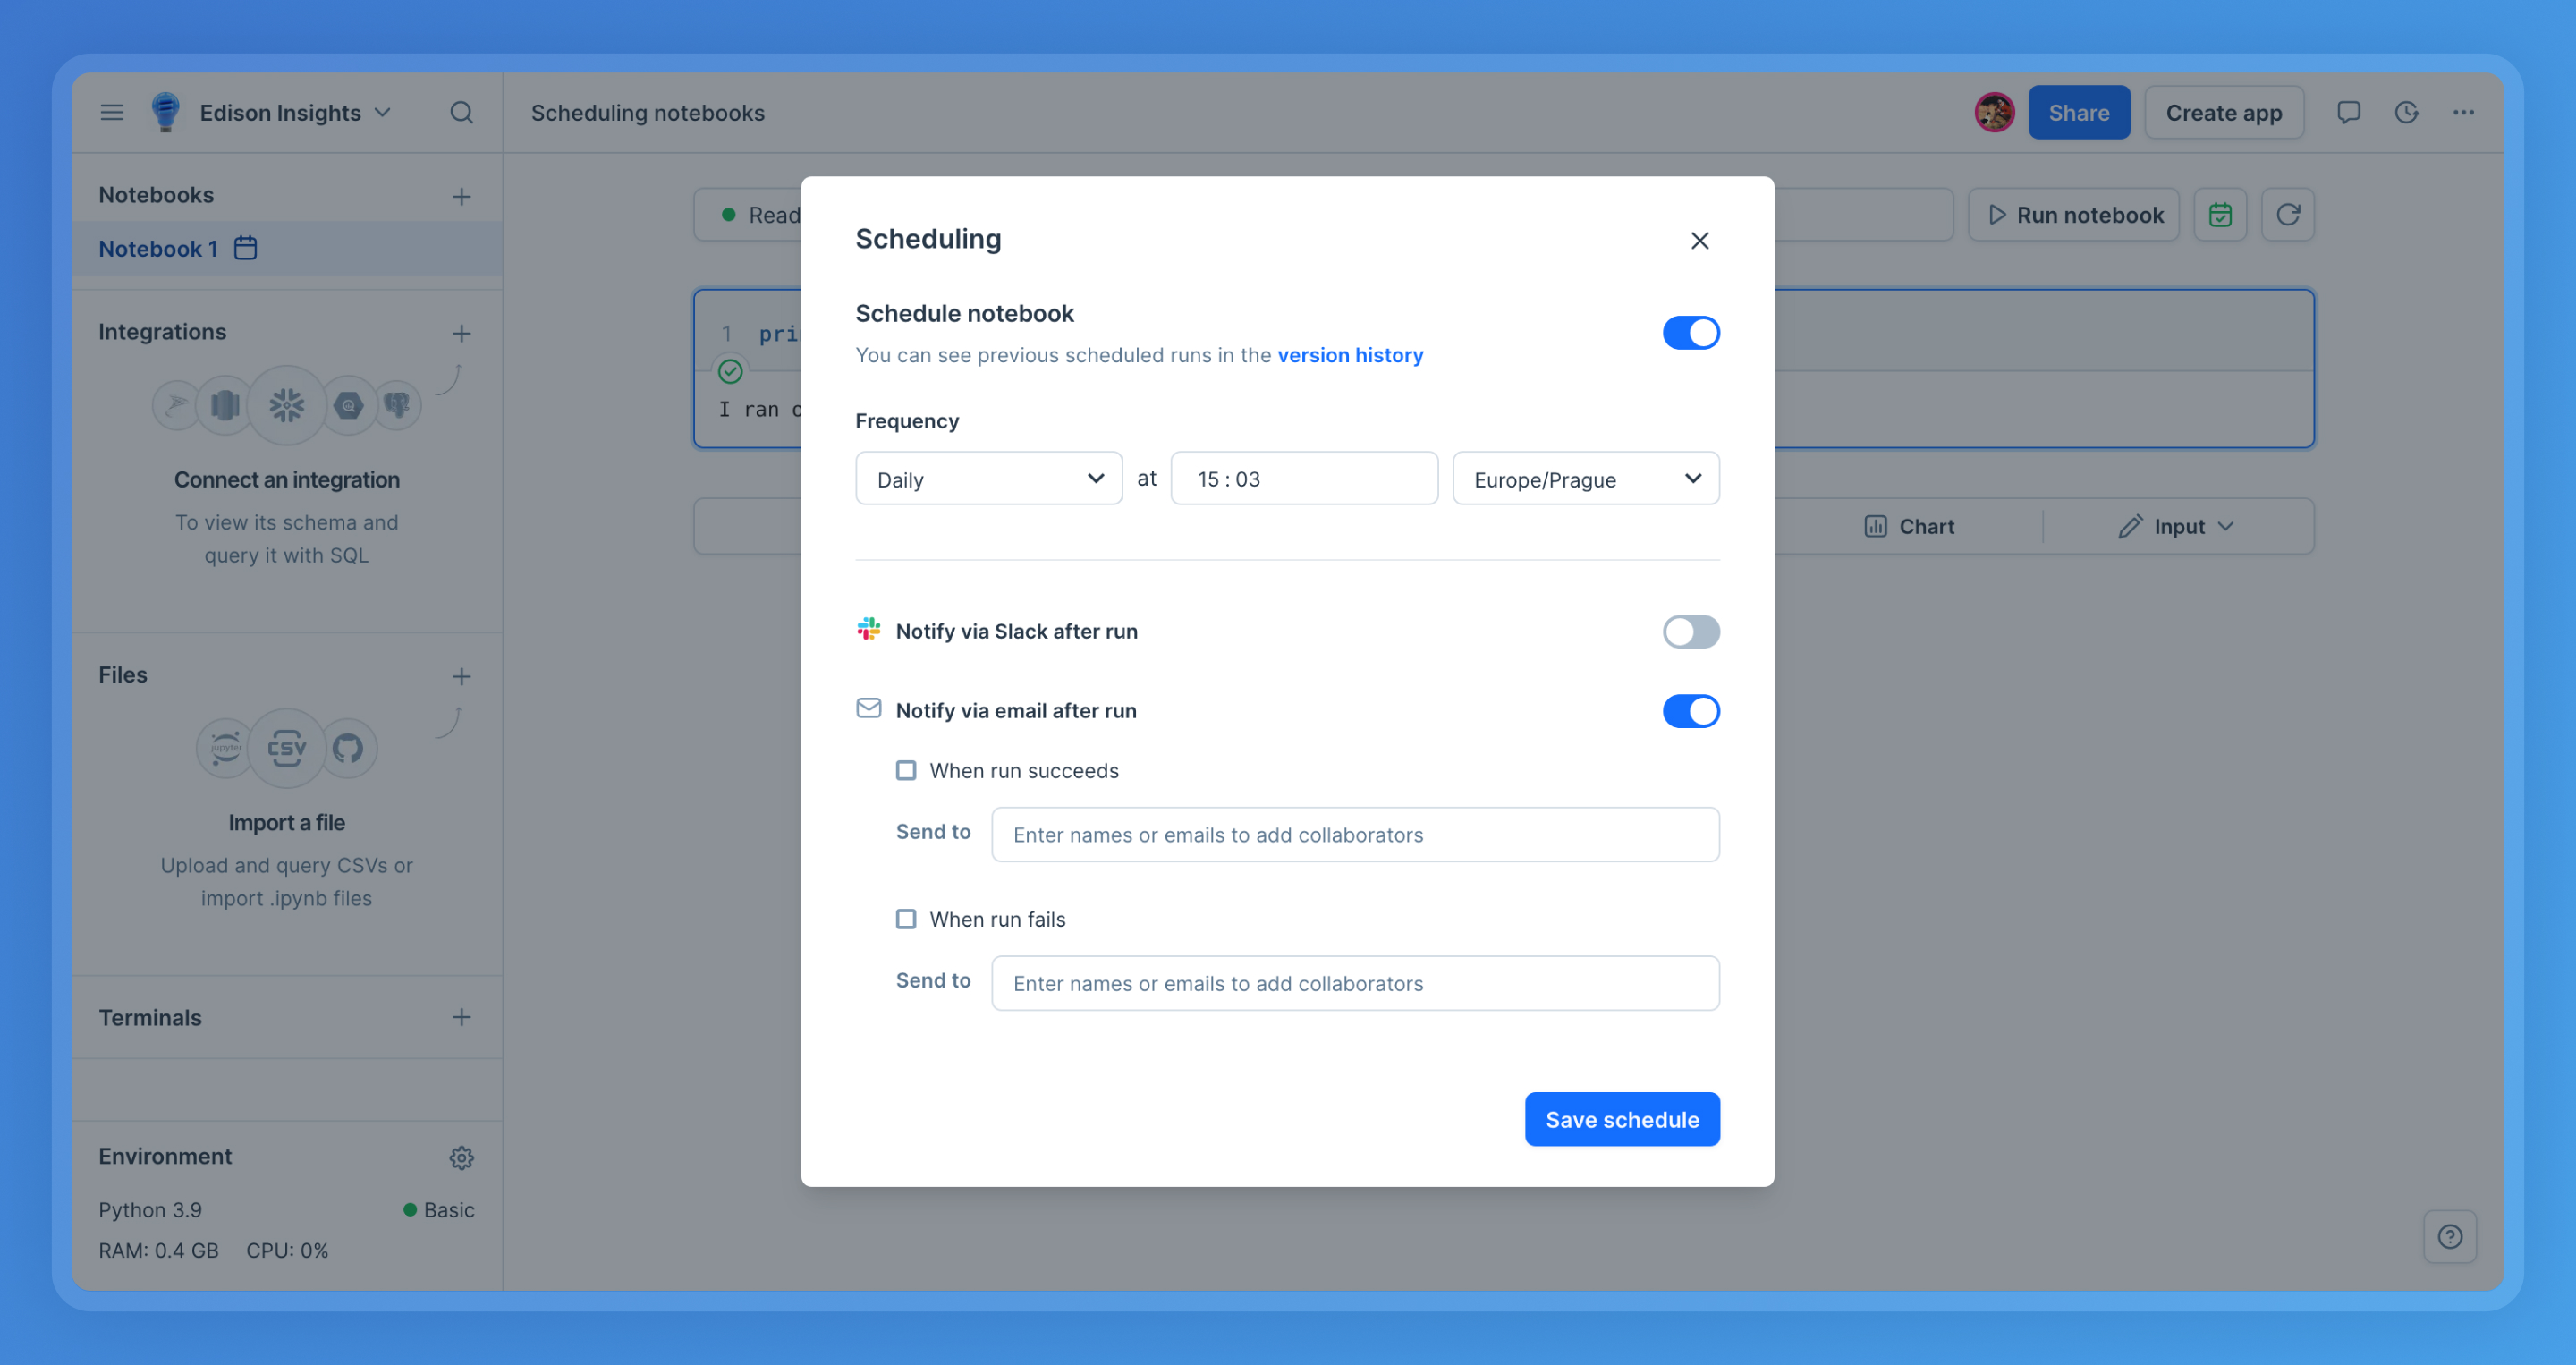 Edison Insights
Scheduling notebooks
Share
Create app
Notebooks
Notebook 1
Integrations
Connect an integration
To view its schema and
query it with SQL
Files
jupyter
CSV
Import a file
Upload and query CSVs or
import .ipynb files
Terminals
Environment
Python 3.9
Basic
RAM: 0.4 GB CPU: 0%
Run notebook
1
I ran
Chart
Input
Scheduling
Schedule notebook
You can see previous scheduled runs in the version history
Frequency
Daily at 15 : 03 Europe/Prague
Notify via Slack after run
Notify via email after run
When run succeeds
Send to Enter names or emails to add collaborators
When run fails
Send to Enter names or emails to add collaborators
Save schedule